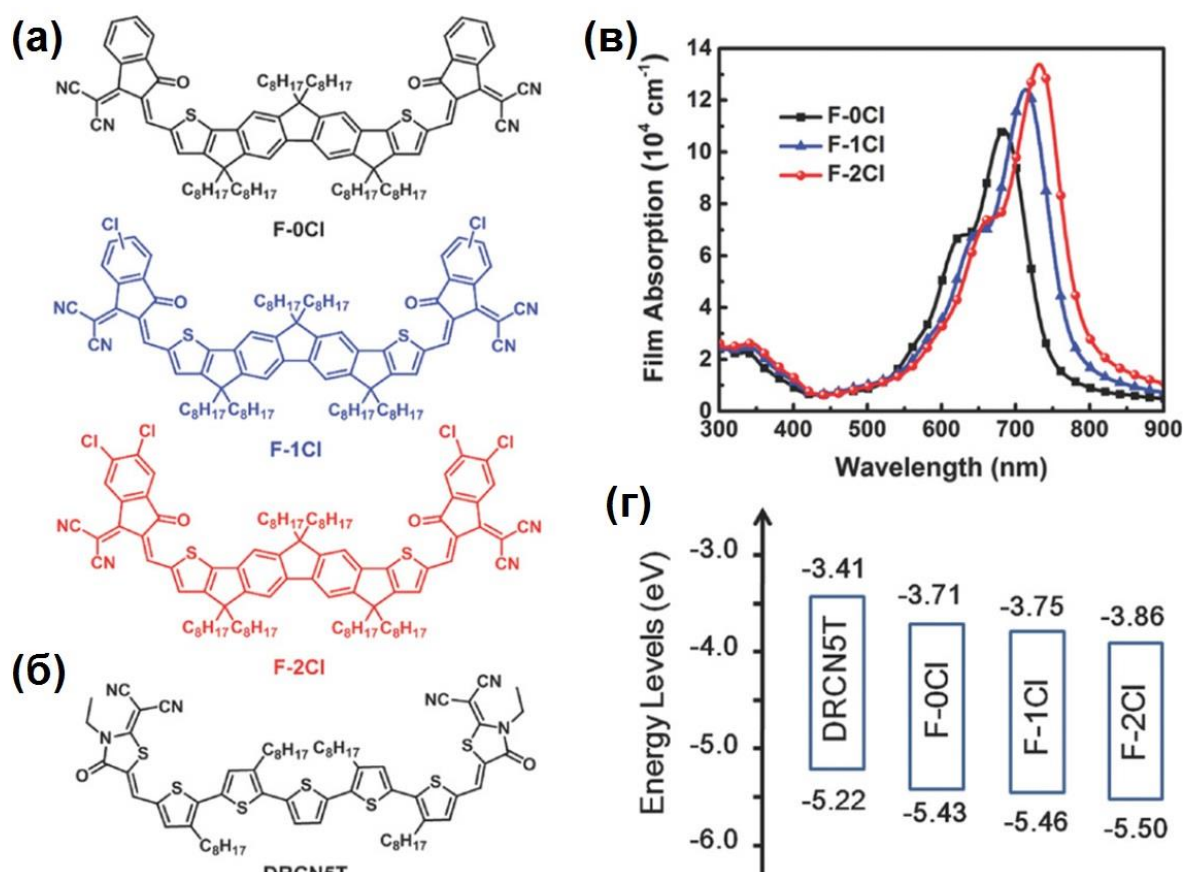 (а)
NC
CN
O
S
C8H17 C8H17
S
O
CN
CN
C8H17 C8H17
C8H17 C8H17
F-0Cl
Cl
Cl
NC
CN
O
S
C8H17 C8H17
S
O
CN
CN
C8H17 C8H17
C8H17 C8H17
F-1Cl
Cl
Cl
Cl
Cl
NC
CN
O
S
C8H17 C8H17
S
O
CN
CN
C8H17 C8H17
C8H17 C8H17
F-2Cl
(б)
NC
CN
N
S
O
S
C8H17
S
C8H17
S
C8H17
S
C8H17
S
NC
CN
S
N
O
DRCN5T
(в)
Film Absorption (10⁴ cm⁻¹)
14
12
10
8
6
4
2
0
F-0Cl
F-1Cl
F-2Cl
300 400 500 600 700 800 900
Wavelength (nm)
(г)
Energy Levels (eV)
-3.0
-4.0
-5.0
-6.0
-3.41
-3.71
-3.75
-3.86
DRCN5T
F-0Cl
F-1Cl
F-2Cl
-5.22
-5.43
-5.46
-5.50